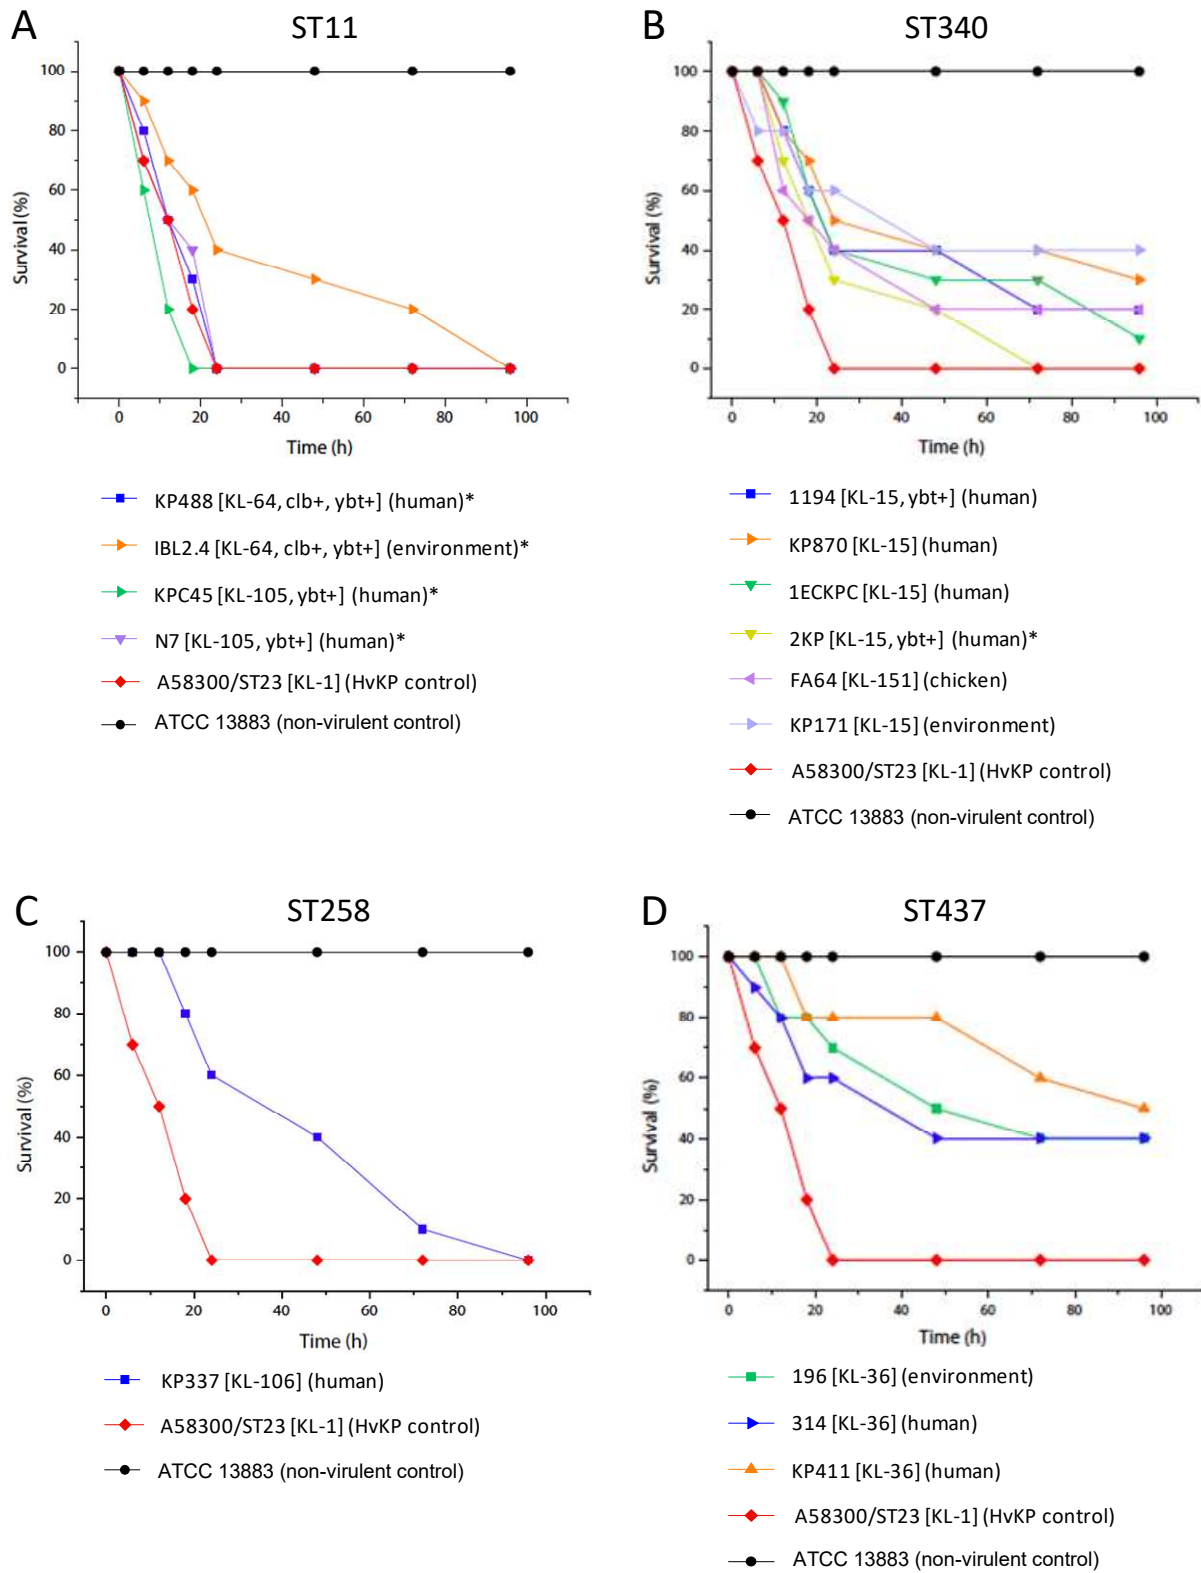 A
ST11
100
80
60
40
20
0
Survival (%)
0
20
40
60
80
100
Time (h)
KP488 [KL-64, clb+, ybt+] (human)*
IBL2.4 [KL-64, clb+, ybt+] (environment)*
KPC45 [KL-105, ybt+] (human)*
N7 [KL-105, ybt+] (human)*
A58300/ST23 [KL-1] (HvKP control)
ATCC 13883 (non-virulent control)
B
ST340
100
80
60
40
20
0
Survival (%)
0
20
40
60
80
100
Time (h)
1194 [KL-15, ybt+] (human)
KP870 [KL-15] (human)
1ECKPC [KL-15] (human)
2KP [KL-15, ybt+] (human)*
FA64 [KL-151] (chicken)
KP171 [KL-15] (environment)
A58300/ST23 [KL-1] (HvKP control)
ATCC 13883 (non-virulent control)
C
ST258
100
80
60
40
20
0
Survival (%)
0
20
40
60
80
100
Time (h)
KP337 [KL-106] (human)
A58300/ST23 [KL-1] (HvKP control)
ATCC 13883 (non-virulent control)
D
ST437
100
80
60
40
20
0
Survival (%)
0
20
40
60
80
100
Time (h)
196 [KL-36] (environment)
314 [KL-36] (human)
KP411 [KL-36] (human)
A58300/ST23 [KL-1] (HvKP control)
ATCC 13883 (non-virulent control)